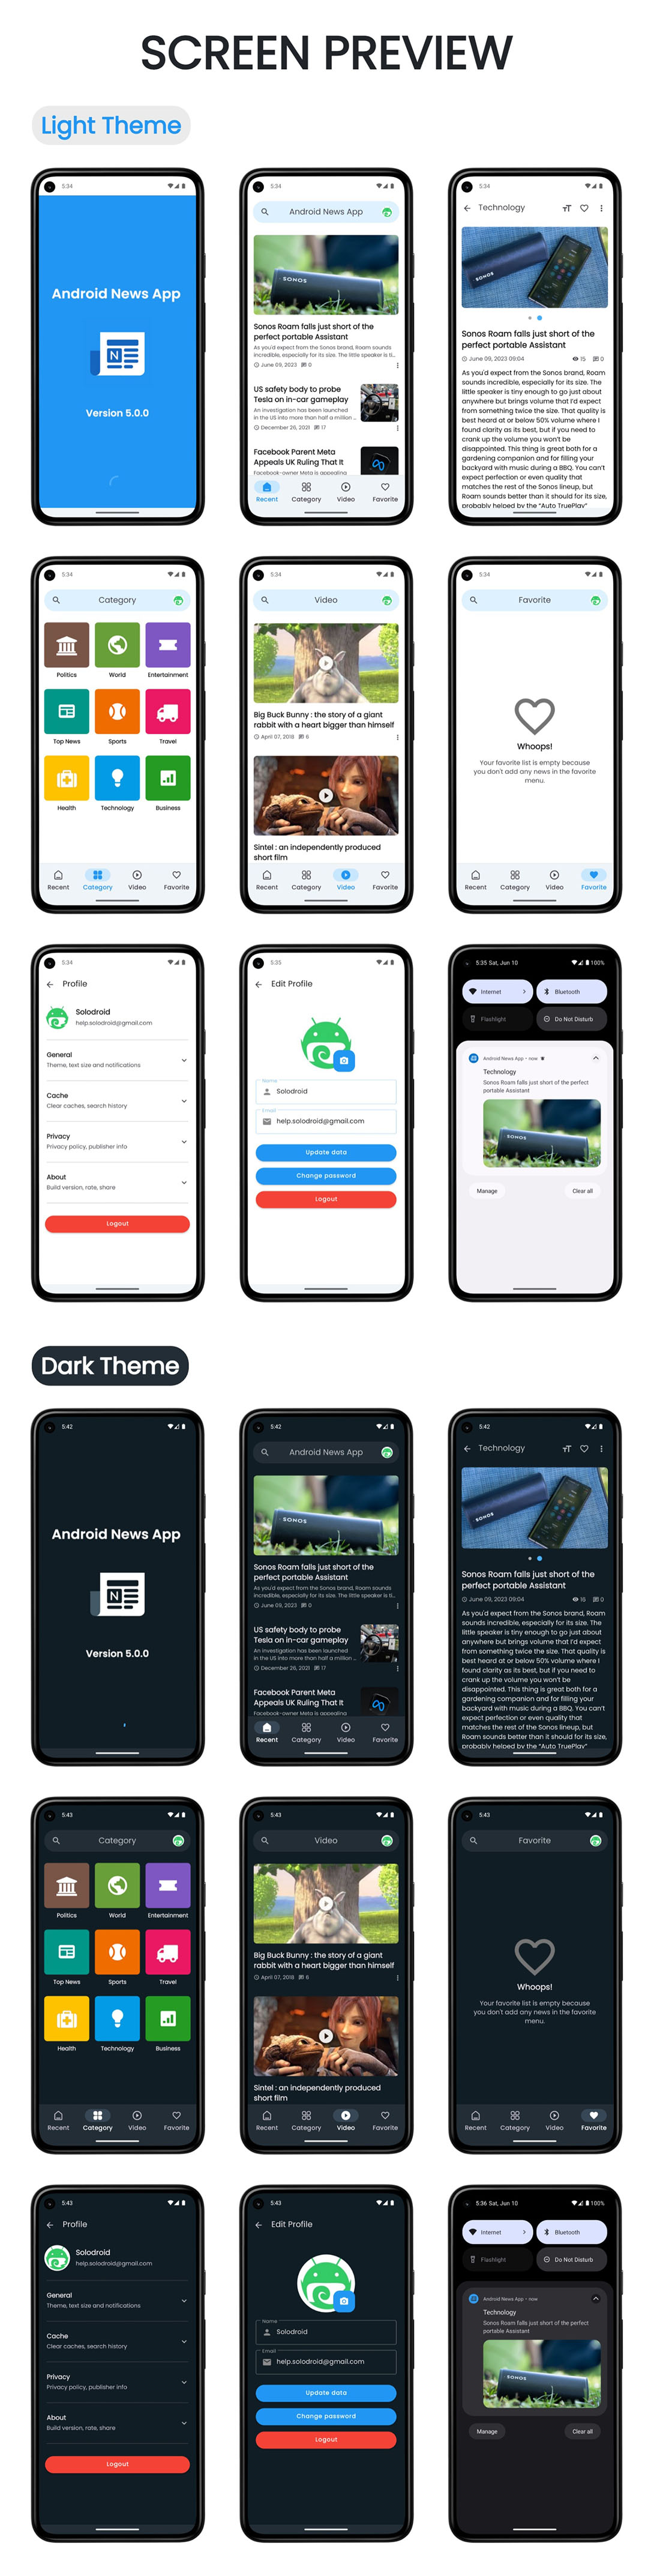 SCREEN PREVIEW
Light Theme
5:34
Android News App
N
Version 5.0.0
5:34
Android News App
SONOS
Sonos Roam falls just short of the
perfect portable Assistant
As you'd expect from the Sonos brand, Roam sounds
incredible, especially for its size. The little speaker is ti...
June 09, 2023 0
US safety body to probe
Tesla on in-car gameplay
An investigation has been launched
in the US into more than half a million ...
December 26, 2021 17
Facebook Parent Meta
Appeals UK Ruling That It
Facebook-owner Meta is appealing
Recent Category Video Favorite
5:34
Technology
SONOS
Sonos Roam falls just short of the
perfect portable Assistant
June 09, 2023 09:04 15 0
As you'd expect from the Sonos brand, Roam
sounds incredible, especially for its size. The
little speaker is tiny enough to go just about
anywhere but brings volume that I'd expect
from something twice the size. That quality is
best heard at or below 50% volume where I
found clarity as its best, but if you need to
crank up the volume you won't be
disappointed. This thing is great both for a
gardening companion and for filling your
backyard with music during a BBQ. You can't
expect perfection or even quality that
matches the rest of the Sonos lineup, but
Roam sounds better than it should for its size,
probably helped by the "Auto TruePlay"
5:34
Category
Politics World Entertainment
Top News Sports Travel
Health Technology Business
Recent Category Video Favorite
5:34
Video
Big Buck Bunny : the story of a giant
rabbit with a heart bigger than himself
April 07, 2018 6
Sintel : an independently produced
short film
Recent Category Video Favorite
5:34
Favorite
Whoops!
Your favorite list is empty because
you don't add any news in the favorite
menu.
Recent Category Video Favorite
5:34
Profile
Solodroid
help.solodroid@gmail.com
General
Theme, text size and notifications
Cache
Clear caches, search history
Privacy
Privacy policy, publisher info
About
Build version, rate, share
Logout
5:35
Edit Profile
Name
Solodroid
Email
help.solodroid@gmail.com
Update data
Change password
Logout
5:35 Sat, Jun 10 100%
Internet Bluetooth
Flashlight Do Not Disturb
Android News App • now
Technology
Sonos Roam falls just short of the perfect
portable Assistant
SONOS
Manage Clear all
Dark Theme
5:42
Android News App
N
Version 5.0.0
5:42
Android News App
SONOS
Sonos Roam falls just short of the
perfect portable Assistant
As you'd expect from the Sonos brand, Roam sounds
incredible, especially for its size. The little speaker is ti...
June 09, 2023 0
US safety body to probe
Tesla on in-car gameplay
An investigation has been launched
in the US into more than half a million ...
December 26, 2021 17
Facebook Parent Meta
Appeals UK Ruling That It
Facebook-owner Meta is appealing
Recent Category Video Favorite
5:42
Technology
SONOS
Sonos Roam falls just short of the
perfect portable Assistant
June 09, 2023 09:04 16 0
As you'd expect from the Sonos brand, Roam
sounds incredible, especially for its size. The
little speaker is tiny enough to go just about
anywhere but brings volume that I'd expect
from something twice the size. That quality is
best heard at or below 50% volume where I
found clarity as its best, but if you need to
crank up the volume you won't be
disappointed. This thing is great both for a
gardening companion and for filling your
backyard with music during a BBQ. You can't
expect perfection or even quality that
matches the rest of the Sonos lineup, but
Roam sounds better than it should for its size,
probably helped by the "Auto TruePlay"
5:43
Category
Politics World Entertainment
Top News Sports Travel
Health Technology Business
Recent Category Video Favorite
5:43
Video
Big Buck Bunny : the story of a giant
rabbit with a heart bigger than himself
April 07, 2018 6
Sintel : an independently produced
short film
Recent Category Video Favorite
5:43
Favorite
Whoops!
Your favorite list is empty because
you don't add any news in the favorite
menu.
Recent Category Video Favorite
5:43
Profile
Solodroid
help.solodroid@gmail.com
General
Theme, text size and notifications
Cache
Clear caches, search history
Privacy
Privacy policy, publisher info
About
Build version, rate, share
Logout
5:43
Edit Profile
Name
Solodroid
Email
help.solodroid@gmail.com
Update data
Change password
Logout
5:36 Sat, Jun 10 100%
Internet Bluetooth
Flashlight Do Not Disturb
Android News App • now
Technology
Sonos Roam falls just short of the perfect
portable Assistant
SONOS
Manage Clear all